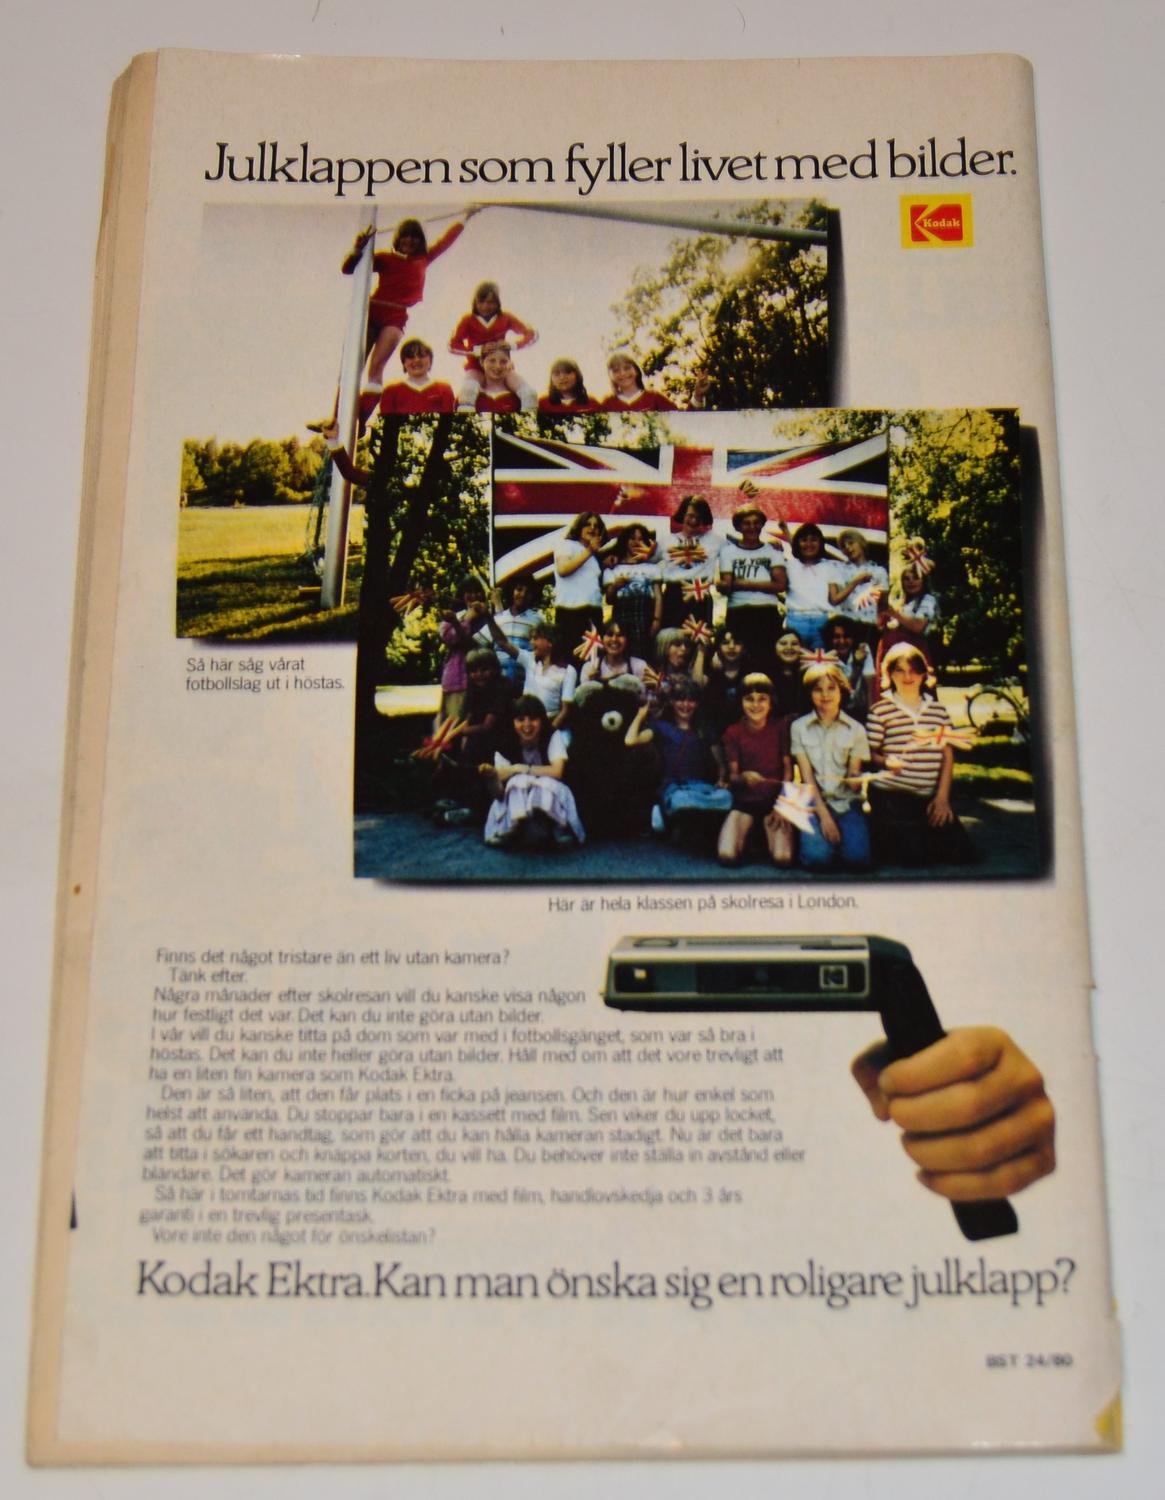 Julklappen som fyller livet med bilder.
Kodak
NEW YORK
CITY
Så här såg vårat
fotbollslag ut i höstas.
Här är hela klassen på skolresa i London.
Finns det något tristare än ett liv utan kamera?
Tänk efter.
Några månader efter skolresan vill du kanske visa någon
hur festligt det var. Det kan du inte göra utan bilder.
I vår vill du kanske titta på dom som var med i fotbollsgänget, som var så bra i
höstas. Det kan du inte heller göra utan bilder. Håll med om att det vore trevligt att
ha en liten fin kamera som Kodak Ektra.
Den är så liten, att den får plats i en ficka på jeansen. Och den är hur enkel som
helst att använda. Du stoppar bara i en kassett med film. Sen viker du upp locket,
så att du får ett handtag, som gör att du kan hålla kameran stadigt. Nu är det bara
att titta i sökaren och knäppa korten, du vill ha. Du behöver inte ställa in avstånd eller
bländare. Det gör kameran automatiskt.
Så här i tomtarnas tid finns Kodak Ektra med film, handlovskedja och 3 års
garanti i en trevlig presentask.
Vore inte den något för önskelistan?
Kodak Ektra. Kan man önska sig en roligare julklapp?
BST 24/80